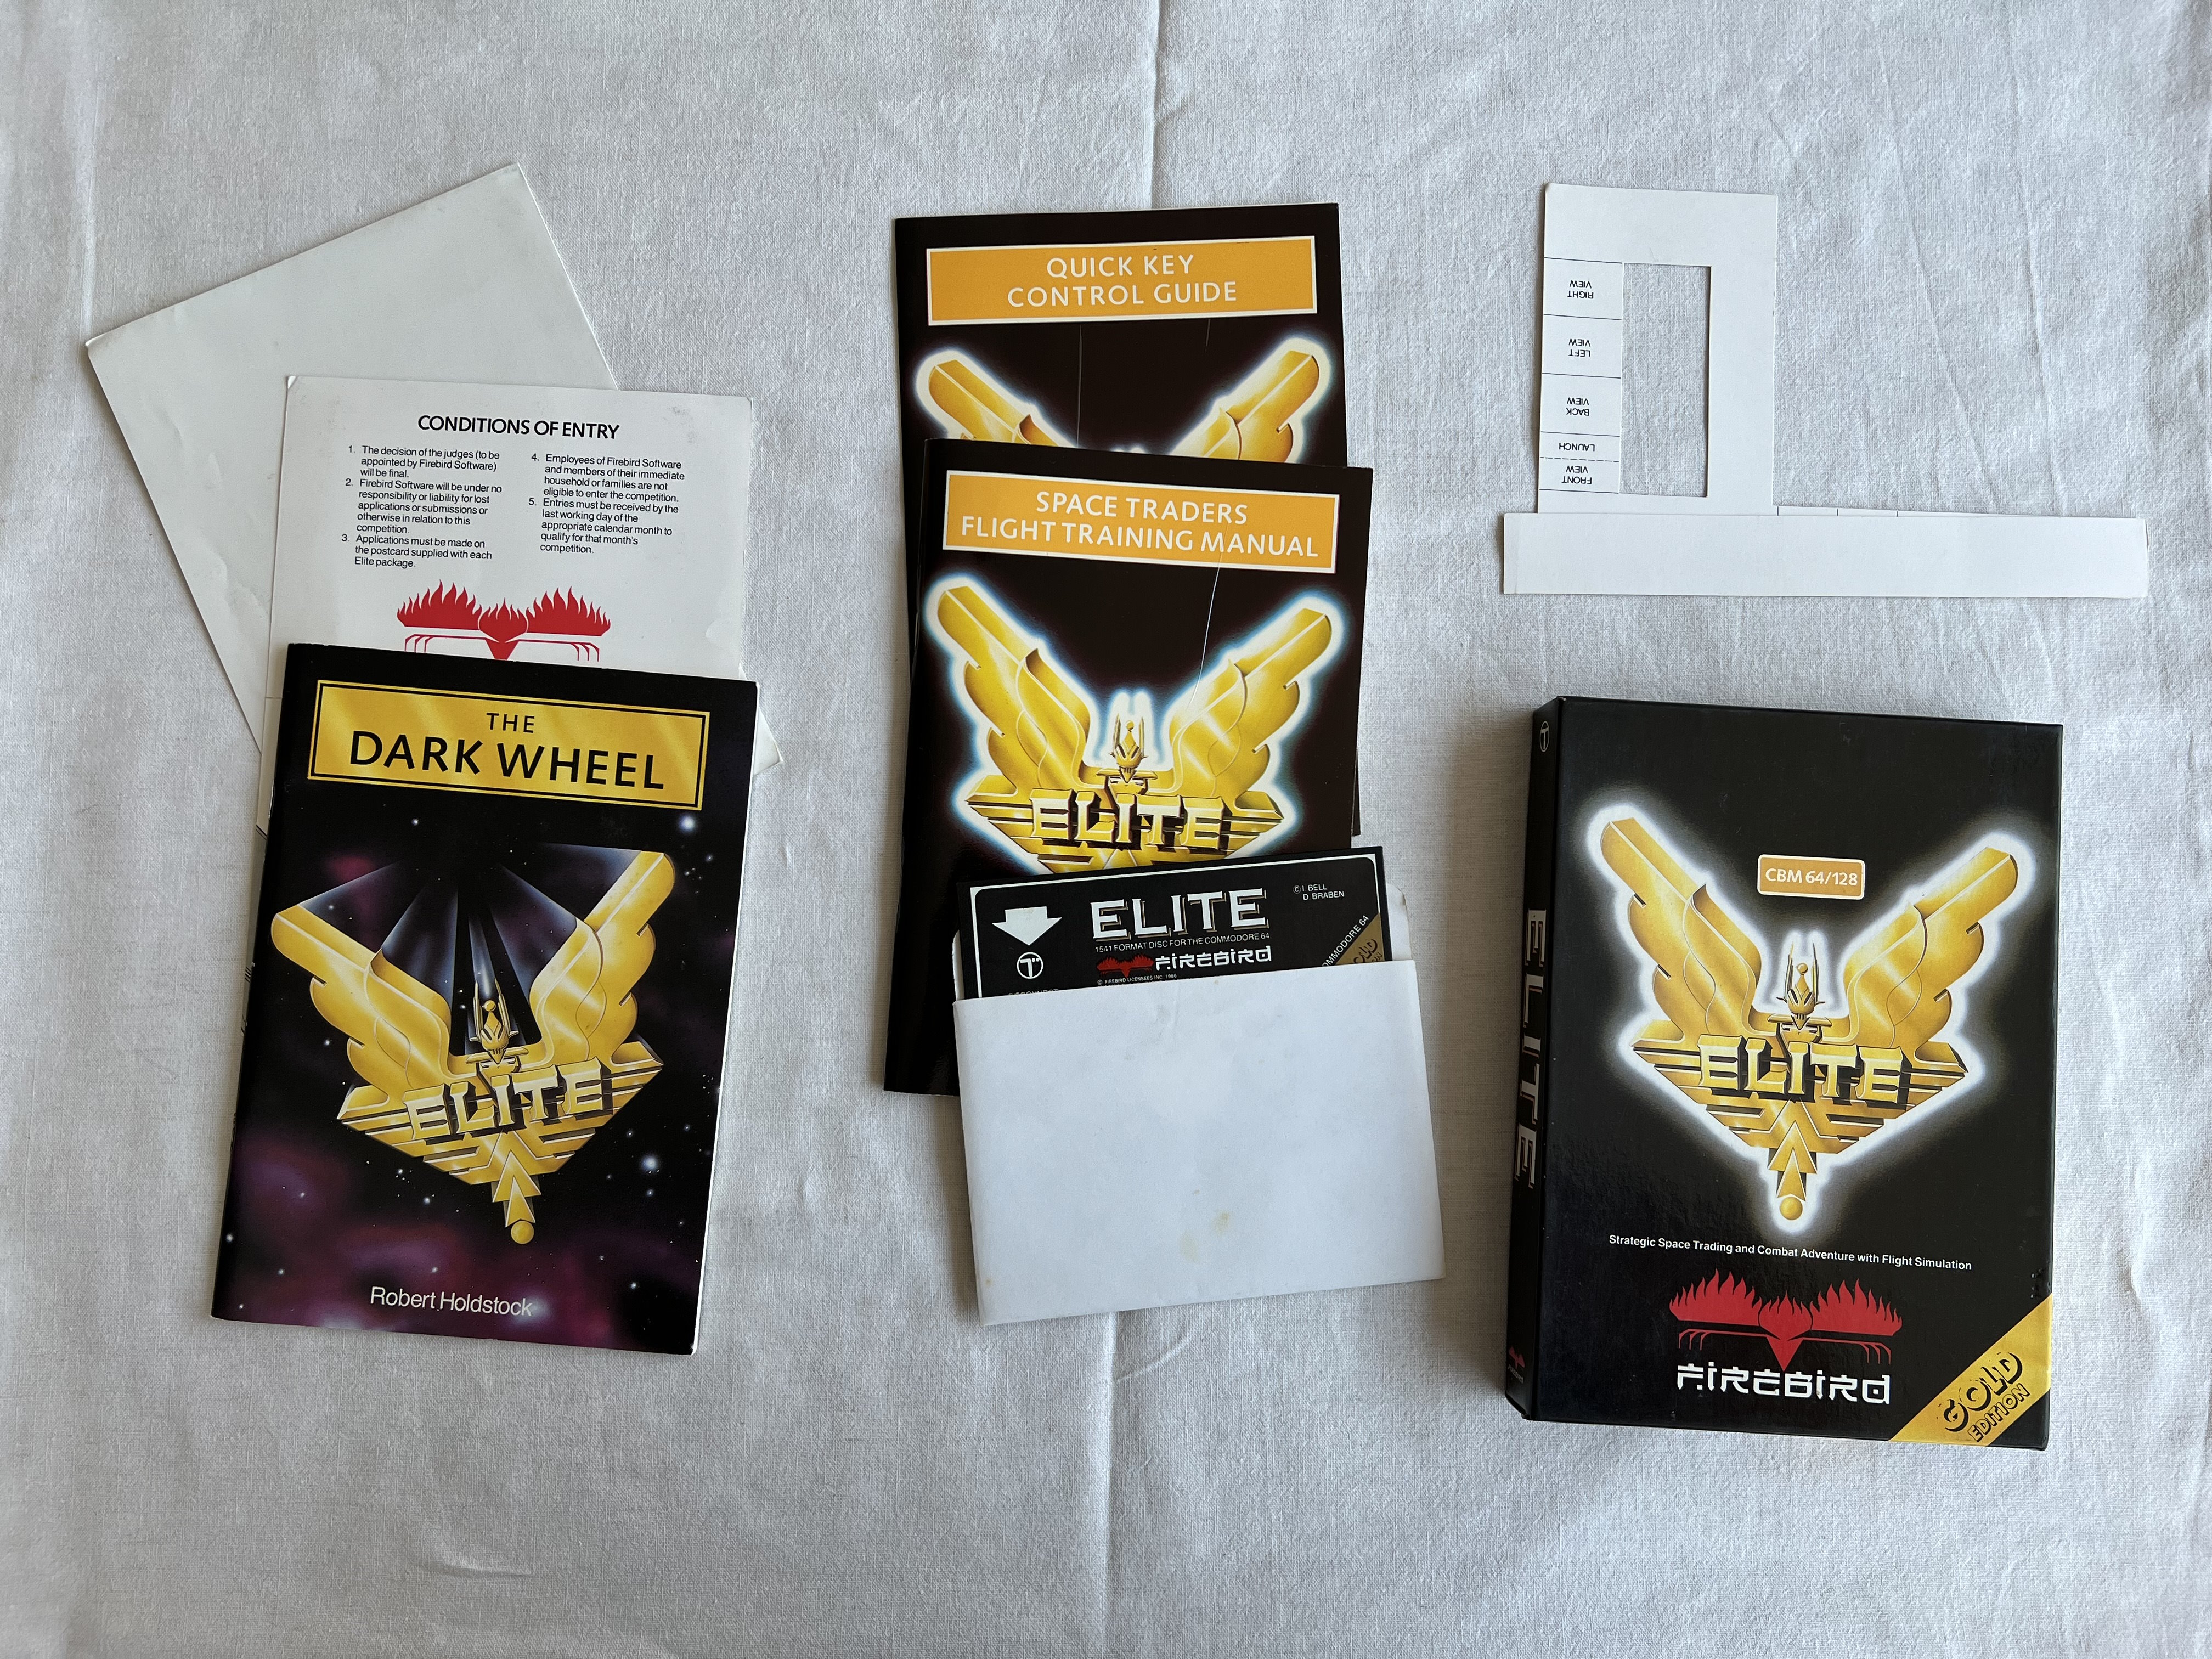 CONDITIONS OF ENTRY
1. The decision of the judges (to be
appointed by Firebird Software)
will be final.
2. Firebird Software will be under no
responsibility or liability for lost
applications or submissions or
otherwise in relation to this
competition.
3. Applications must be made on
the postcard supplied with each
Elite package.
4. Employees of Firebird Software
and members of their immediate
household or families are not
eligible to enter the competition.
5. Entries must be received by the
last working day of the
appropriate calendar month to
qualify for that month's
competition.
THE
DARK WHEEL
ELITE
Robert Holdstock
QUICK KEY
CONTROL GUIDE
SPACE TRADERS
FLIGHT TRAINING MANUAL
ELITE
ELITE
© I BELL
D BRABEN
1541 FORMAT DISC FOR THE COMMODORE 64
FIREBIRD
© FIREBIRD LICENSEES INC 1986
COMMODORE 64
GOLD
RIGHT
VIEW
LEFT
VIEW
BACK
VIEW
LAUNCH
FRONT
VIEW
ELITE
CBM 64/128
ELITE
Strategic Space Trading and Combat Adventure with Flight Simulation
FIREBIRD
GOLD
EDITION